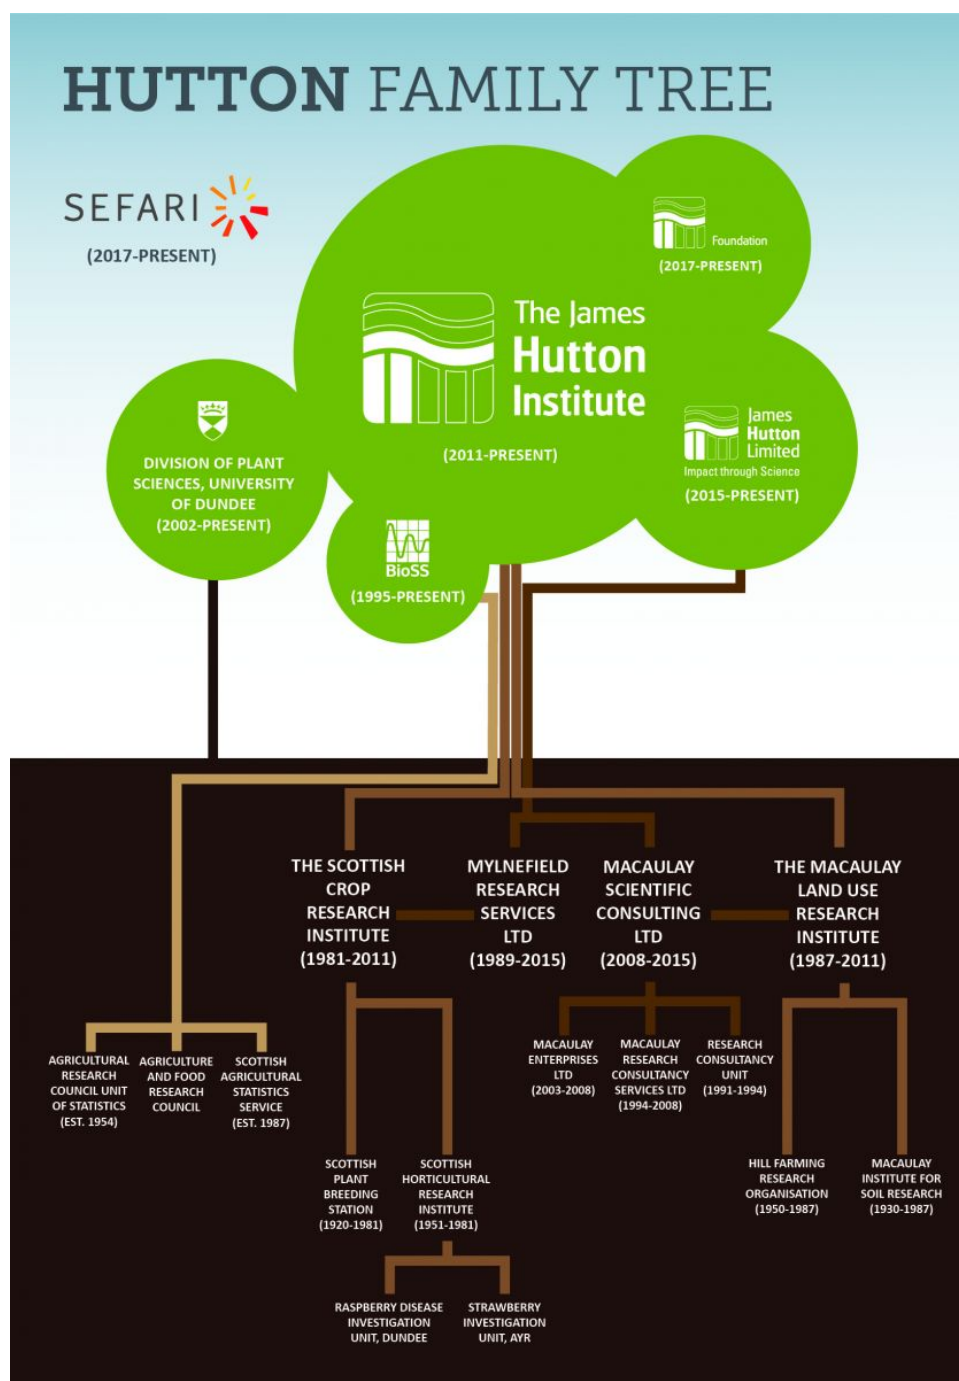 HUTTON FAMILY TREE
SEFARI
(2017-PRESENT)
Foundation
(2017-PRESENT)
The James
Hutton
Institute
(2011-PRESENT)
James
Hutton
Limited
Impact through Science
(2015-PRESENT)
DIVISION OF PLANT
SCIENCES, UNIVERSITY
OF DUNDEE
(2002-PRESENT)
BioSS
(1995-PRESENT)
THE SCOTTISH
CROP
RESEARCH
INSTITUTE
(1981-2011)
MYLNEFIELD
RESEARCH
SERVICES
LTD
(1989-2015)
MACAULAY
SCIENTIFIC
CONSULTING
LTD
(2008-2015)
THE MACAULAY
LAND USE
RESEARCH
INSTITUTE
(1987-2011)
AGRICULTURAL
RESEARCH
COUNCIL UNIT
OF STATISTICS
(EST. 1954)
AGRICULTURE
AND FOOD
RESEARCH
COUNCIL
SCOTTISH
AGRICULTURAL
STATISTICS
SERVICE
(EST. 1987)
MACAULAY
ENTERPRISES
LTD
(2003-2008)
MACAULAY
RESEARCH
CONSULTANCY
SERVICES LTD
(1994-2008)
RESEARCH
CONSULTANCY
UNIT
(1991-1994)
SCOTTISH
PLANT
BREEDING
STATION
(1920-1981)
SCOTTISH
HORTICULTURAL
RESEARCH
INSTITUTE
(1951-1981)
HILL FARMING
RESEARCH
ORGANISATION
(1950-1987)
MACAULAY
INSTITUTE FOR
SOIL RESEARCH
(1930-1987)
RASPBERRY DISEASE
INVESTIGATION
UNIT, DUNDEE
STRAWBERRY
INVESTIGATION
UNIT, AYR